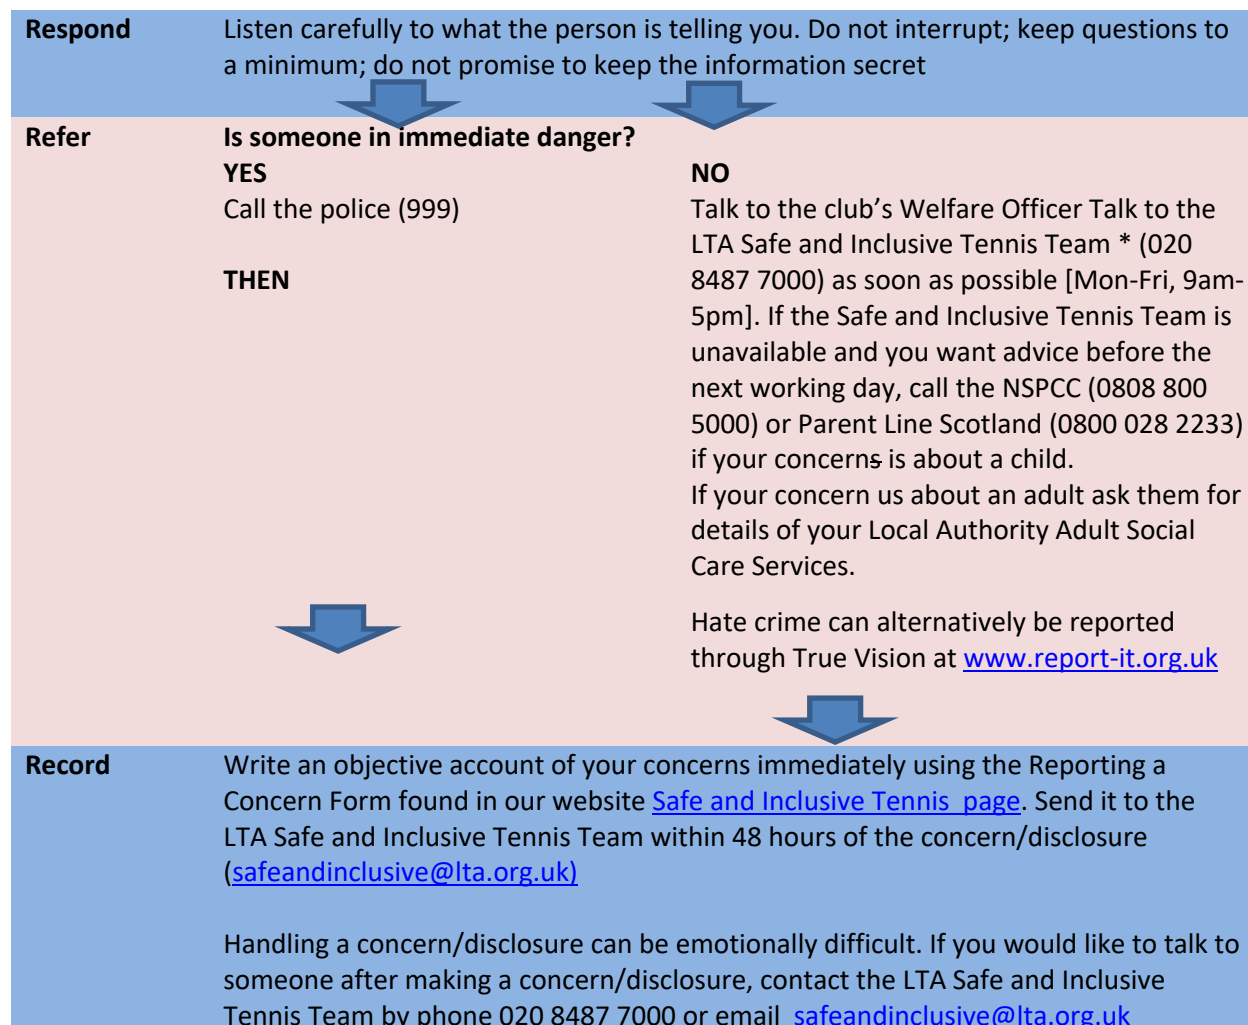 Respond
Listen carefully to what the person is telling you. Do not interrupt; keep questions to
a minimum; do not promise to keep the information secret
Refer
Is someone in immediate danger?
YES
Call the police (999)
THEN
NO
Talk to the club's Welfare Officer Talk to the
LTA Safe and Inclusive Tennis Team * (020
8487 7000) as soon as possible [Mon-Fri, 9am-
5pm]. If the Safe and Inclusive Tennis Team is
unavailable and you want advice before the
next working day, call the NSPCC (0808 800
5000) or Parent Line Scotland (0800 028 2233)
if your concerns is about a child.
If your concern us about an adult ask them for
details of your Local Authority Adult Social
Care Services.
Hate crime can alternatively be reported
through True Vision at www.report-it.org.uk
Record
Write an objective account of your concerns immediately using the Reporting a
Concern Form found in our website Safe and Inclusive Tennis  page. Send it to the
LTA Safe and Inclusive Tennis Team within 48 hours of the concern/disclosure
(safeandinclusive@lta.org.uk)
Handling a concern/disclosure can be emotionally difficult. If you would like to talk to
someone after making a concern/disclosure, contact the LTA Safe and Inclusive
Tennis Team by phone 020 8487 7000 or email  safeandinclusive@lta.org.uk